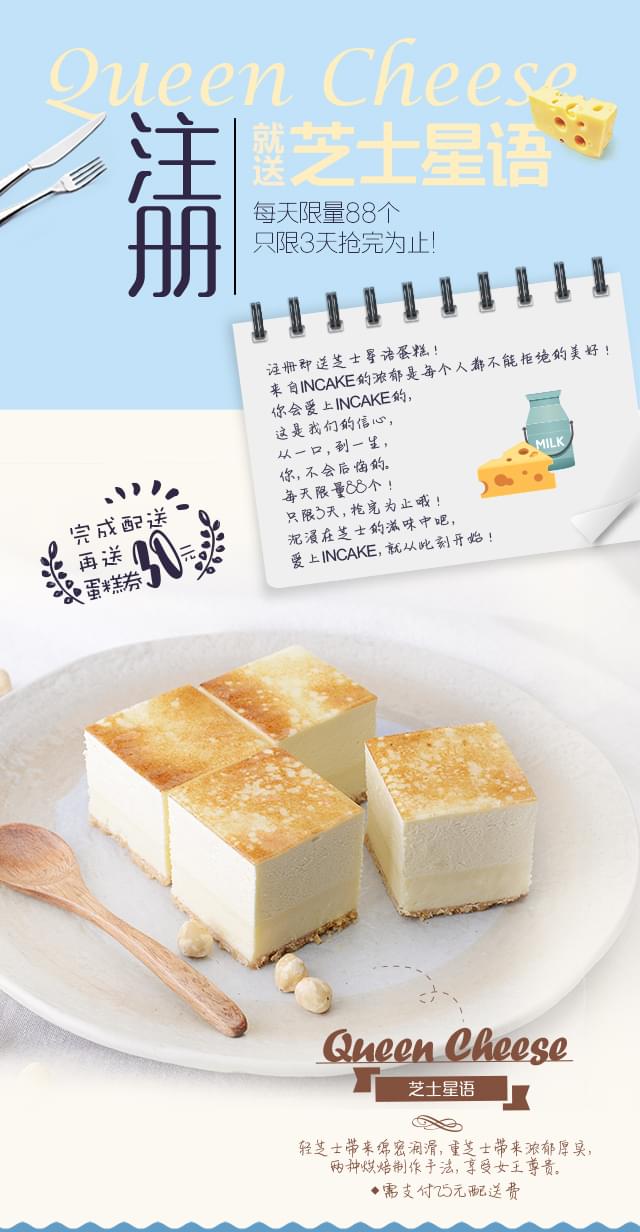 Queen Cheese
注册
就送芝士星语
每天限量88个
只限3天抢完为止!
注册即送芝士星语蛋糕!
来自INCAKE的浓郁是每个人都不能拒绝的美好!
你会爱上INCAKE的,
这是我们的信心,
从一口,到一生,
你,不会后悔的。
每天限量88个!
只限3天,抢完为止哦!
沉浸在芝士的滋味中吧,
爱上INCAKE,就从此刻开始!
MILK
完成配送
再送30元
蛋糕券
Queen Cheese
芝士星语
轻芝士带来绵密润滑,重芝士带来浓郁厚实,
两种烘焙制作手法,享受女王尊贵。
◆需支付25元配送费